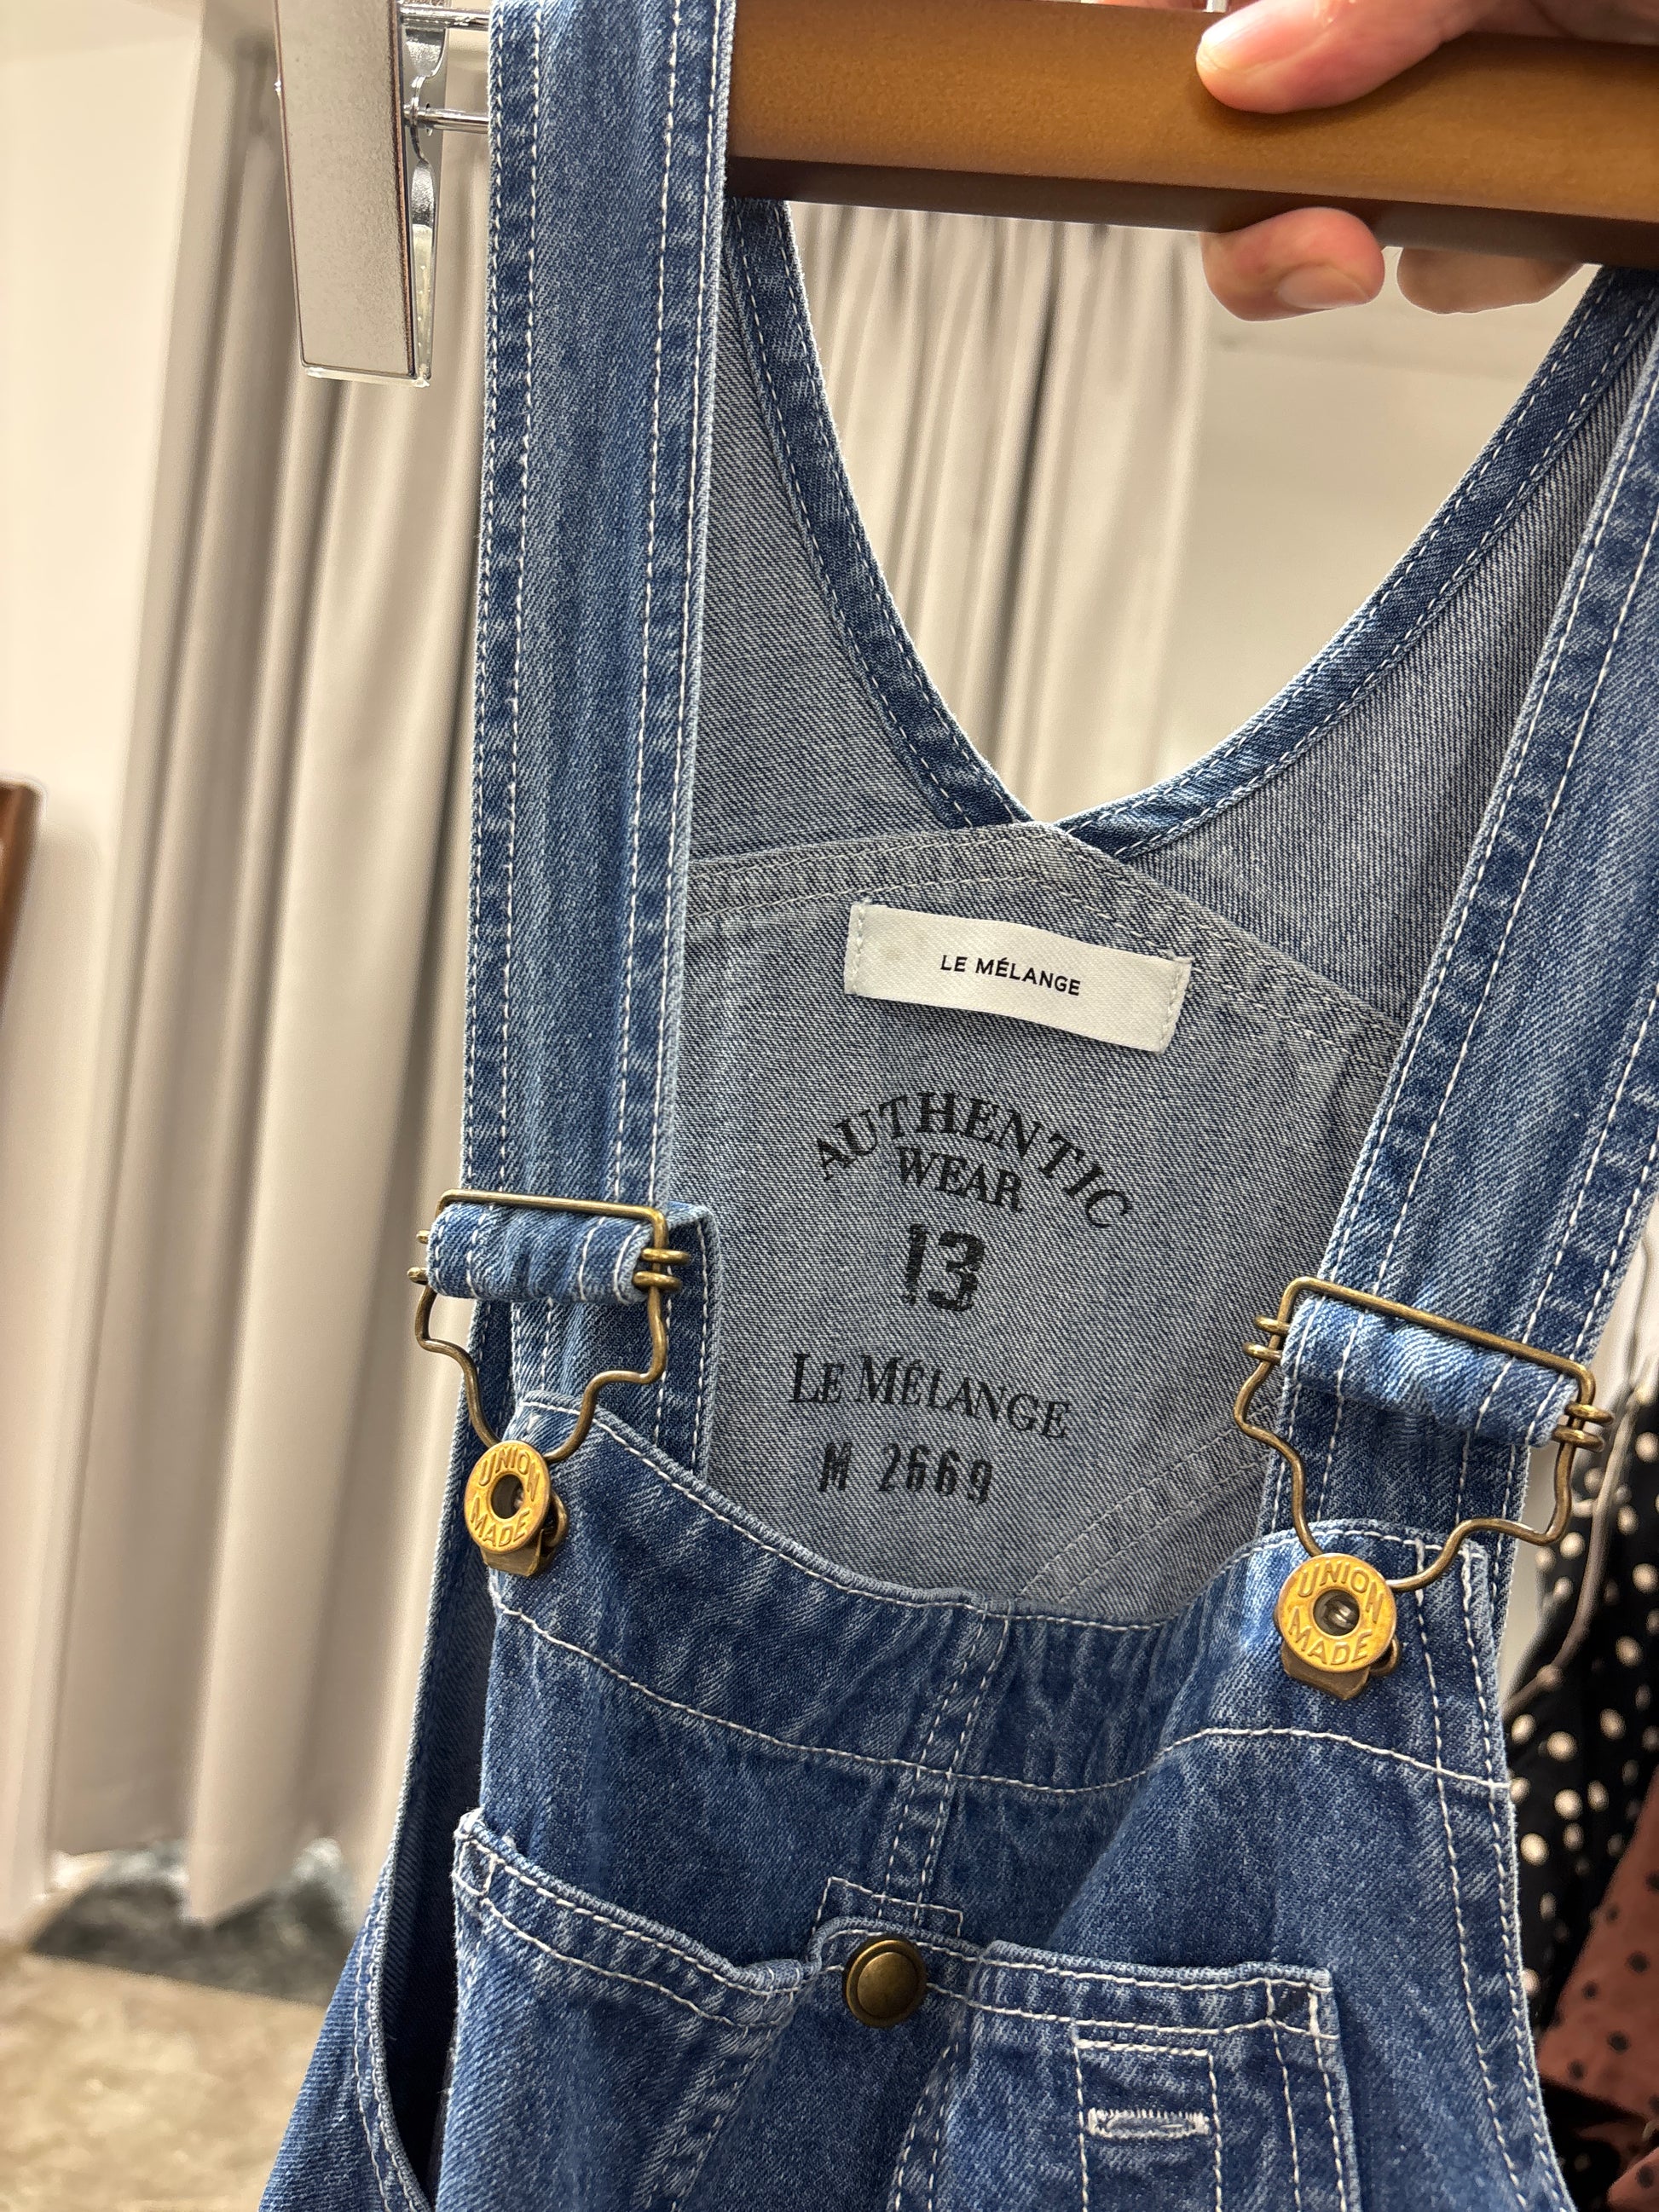 LE MÉLANGE
AUTHENTIC
WEAR
13
LE MÉLANGE
M 2669
UNION
MADE
UNION
MADE